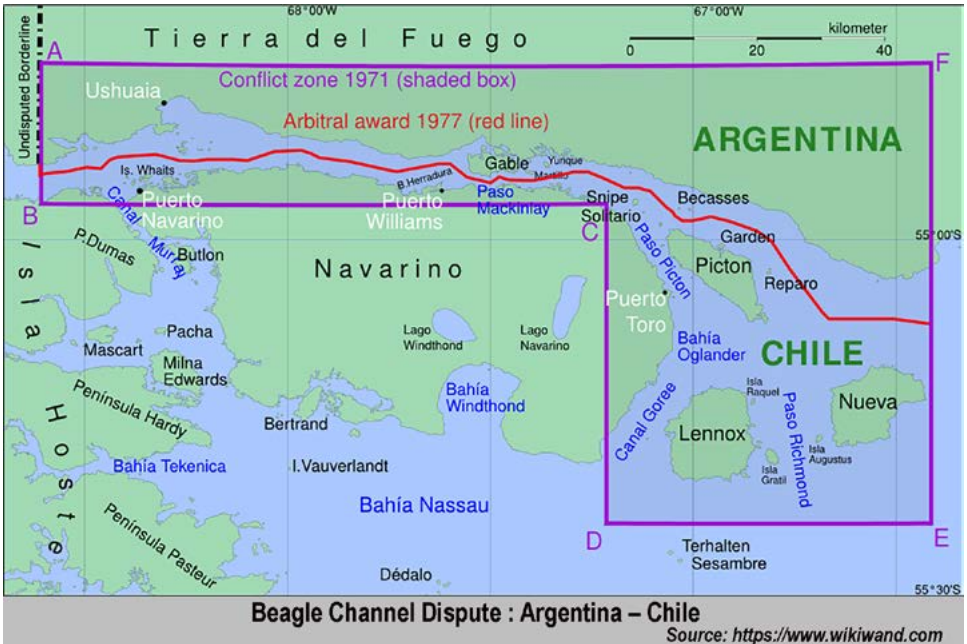 68°00'W
67°00'W
kilometer
0 20 40
Tierra del Fuego
Undisputed Borderline
A
F
Conflict zone 1971 (shaded box)
Ushuaia
Arbitral award 1977 (red line)
ARGENTINA
Gable
Yunque
Martillo
Is. Whaits
B.Herradura
Puerto
Navarino
Puerto
Williams
Paso
Mackinlay
Snipe
Solitario
Becasses
B
C
Canal
Murray
55°00'S
Garden
P.Dumas
Butlon
Navarino
Paso Picton
Picton
Reparo
Puerto
Toro
Isla Hoste
Pacha
Lago
Windthond
Lago
Navarino
Mascart
Milna
Edwards
Bahía
Oglander
CHILE
Bahía
Windthond
Península Hardy
Bertrand
Canal Goree
Isla
Raquel
Nueva
Lennox
Paso Richmond
Isla
Augustus
Isla
Gratil
Bahía Tekenica
I.Vauverlandt
Bahía Nassau
Península Pasteur
D
E
Terhalten
Sesambre
Dédalo
55°30'S
Beagle Channel Dispute : Argentina – Chile
Source: https://www.wikiwand.com